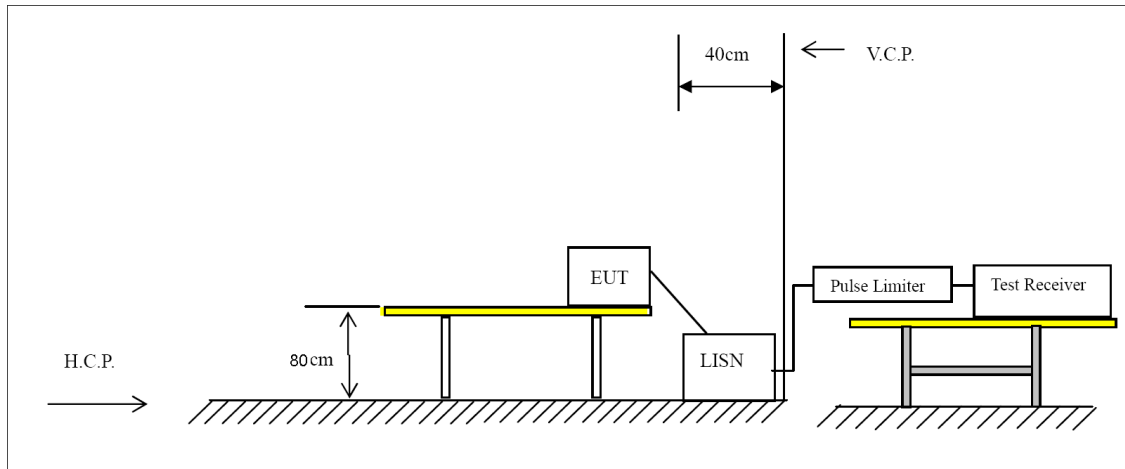 40cm
V.C.P.
EUT
Pulse Limiter
Test Receiver
80cm
H.C.P.
LISN